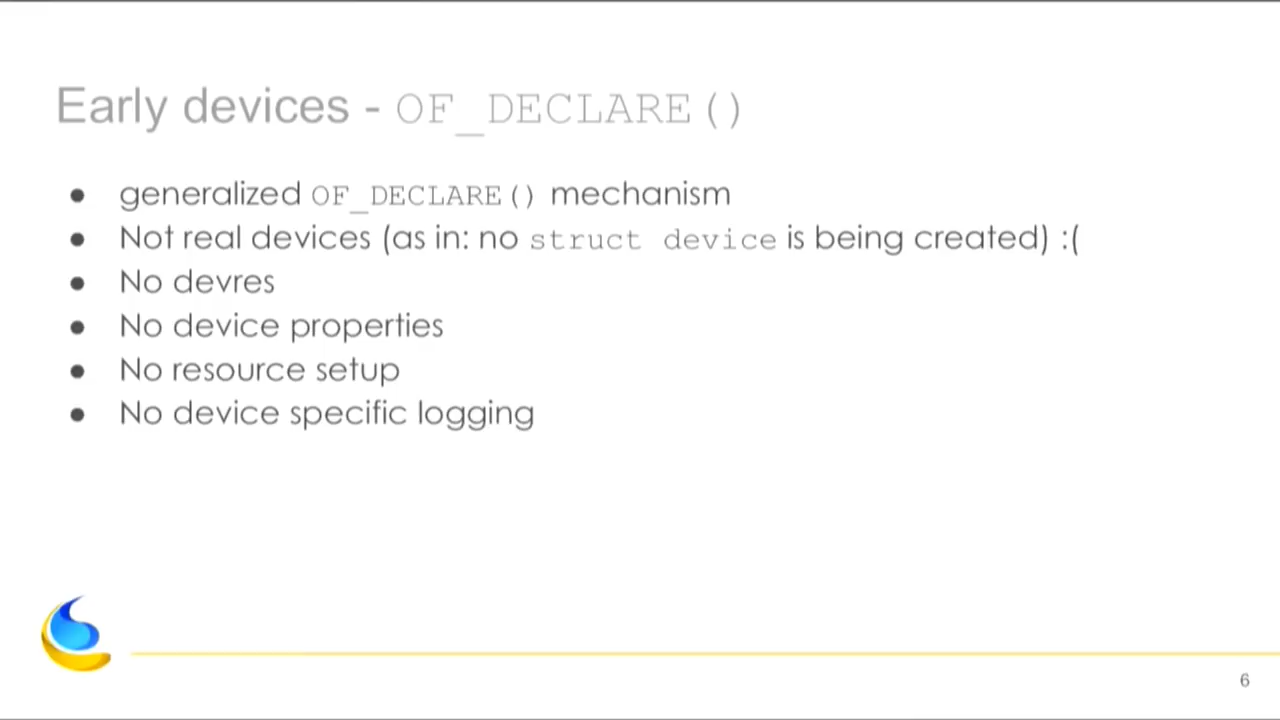 Early devices - OF_DECLARE()
● generalized OF_DECLARE() mechanism
● Not real devices (as in: no struct device is being created) :(
● No devres
● No device properties
● No resource setup
● No device specific logging
6